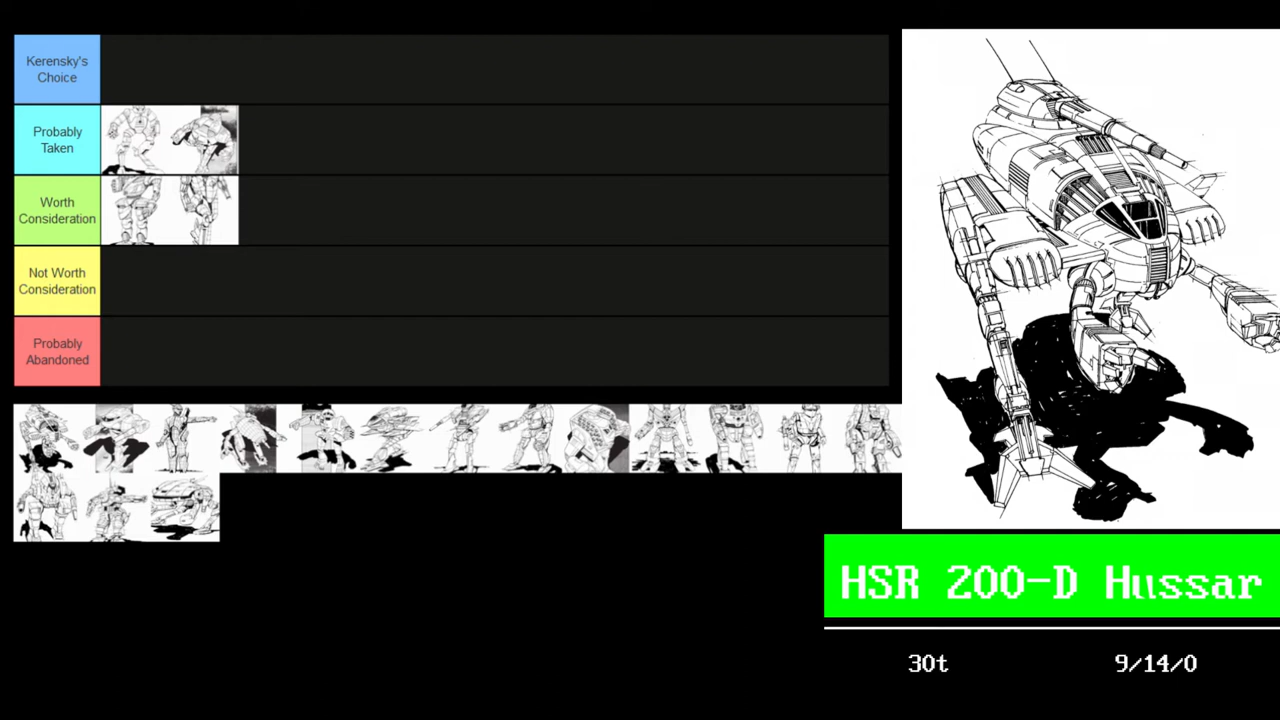 Kerensky's
Choice
Probably
Taken
Worth
Consideration
Not Worth
Consideration
Probably
Abandoned
HSR 200-D Hussar
30t
9/14/0